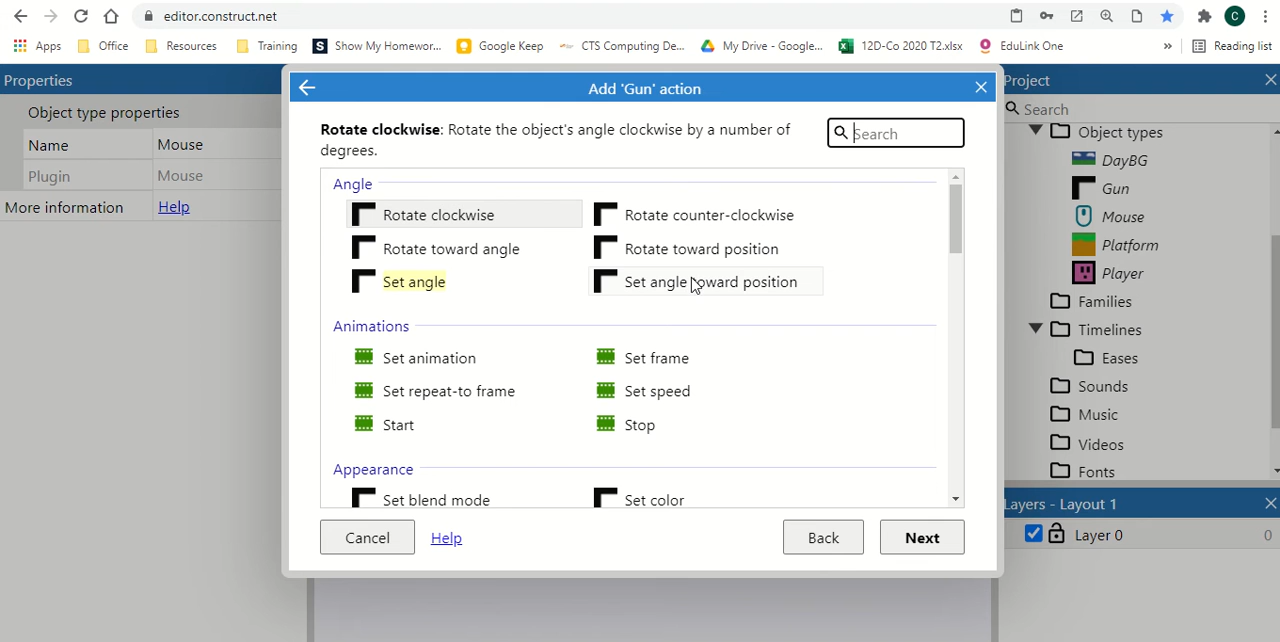 editor.construct.net
C
Apps
Office
Resources
Training
S
Show My Homewor...
Google Keep
CTS Computing De...
My Drive - Google...
12D-Co 2020 T2.xlsx
EduLink One
»
Reading list
Properties
Object type properties
Name
Mouse
Plugin
Mouse
More information
Help
Add 'Gun' action
Rotate clockwise: Rotate the object's angle clockwise by a number of
degrees.
Search
Angle
Rotate clockwise
Rotate counter-clockwise
Rotate toward angle
Rotate toward position
Set angle
Set angle toward position
Animations
Set animation
Set frame
Set repeat-to frame
Set speed
Start
Stop
Appearance
Set blend mode
Set color
Cancel
Help
Back
Next
Project
Search
Object types
DayBG
Gun
Mouse
Platform
Player
Families
Timelines
Eases
Sounds
Music
Videos
Fonts
Layers - Layout 1
Layer 0
0